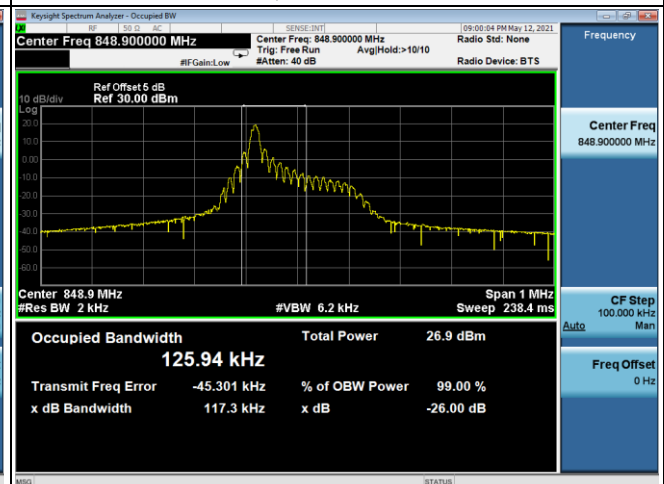 Keysight Spectrum Analyzer - Occupied BW
RF 50 Ω AC SENSE:INT 09:00:04 PM May 12, 2021
Center Freq 848.900000 MHz Center Freq: 848.900000 MHz Radio Std: None
Trig: Free Run Avg|Hold:>10/10
#IFGain:Low #Atten: 40 dB Radio Device: BTS
Frequency
Ref Offset 5 dB
10 dB/div Ref 30.00 dBm
Log
20.0
10.0
0.00
-10.0
-20.0
-30.0
-40.0
-50.0
-60.0
Center 848.9 MHz Span 1 MHz
#Res BW 2 kHz #VBW 6.2 kHz Sweep 238.4 ms
Occupied Bandwidth Total Power 26.9 dBm
125.94 kHz
Transmit Freq Error -45.301 kHz % of OBW Power 99.00 %
x dB Bandwidth 117.3 kHz x dB -26.00 dB
Center Freq
848.900000 MHz
CF Step
100.000 kHz
Auto Man
Freq Offset
0 Hz
MSG STATUS